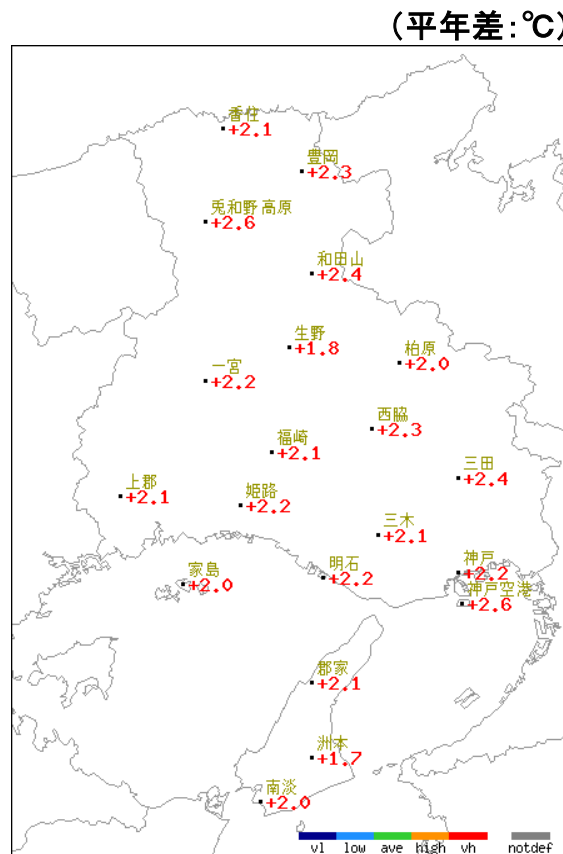 (平年差:℃)
香住
+2.1
豊岡
+2.3
兎和野高原
+2.6
和田山
+2.4
生野
+1.8
柏原
+2.0
一宮
+2.2
西脇
+2.3
福崎
+2.1
三田
+2.4
上郡
+2.1
姫路
+2.2
三木
+2.1
家島
+2.0
明石
+2.2
神戸
+2.2
神戸空港
+2.6
郡家
+2.1
洲本
+1.7
南淡
+2.0
vl low ave high vh notdef